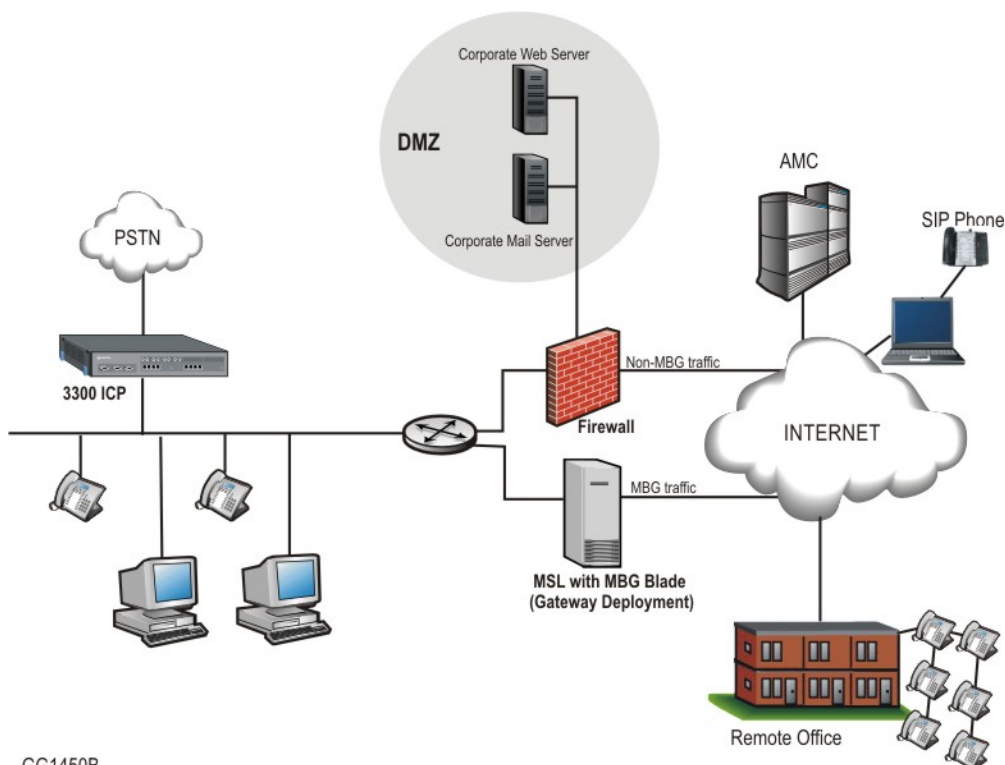 Corporate Web Server
DMZ
Corporate Mail Server
AMC
SIP Phone
PSTN
3300 ICP
Non-MBG traffic
Firewall
INTERNET
MBG traffic
MSL with MBG Blade
(Gateway Deployment)
Remote Office